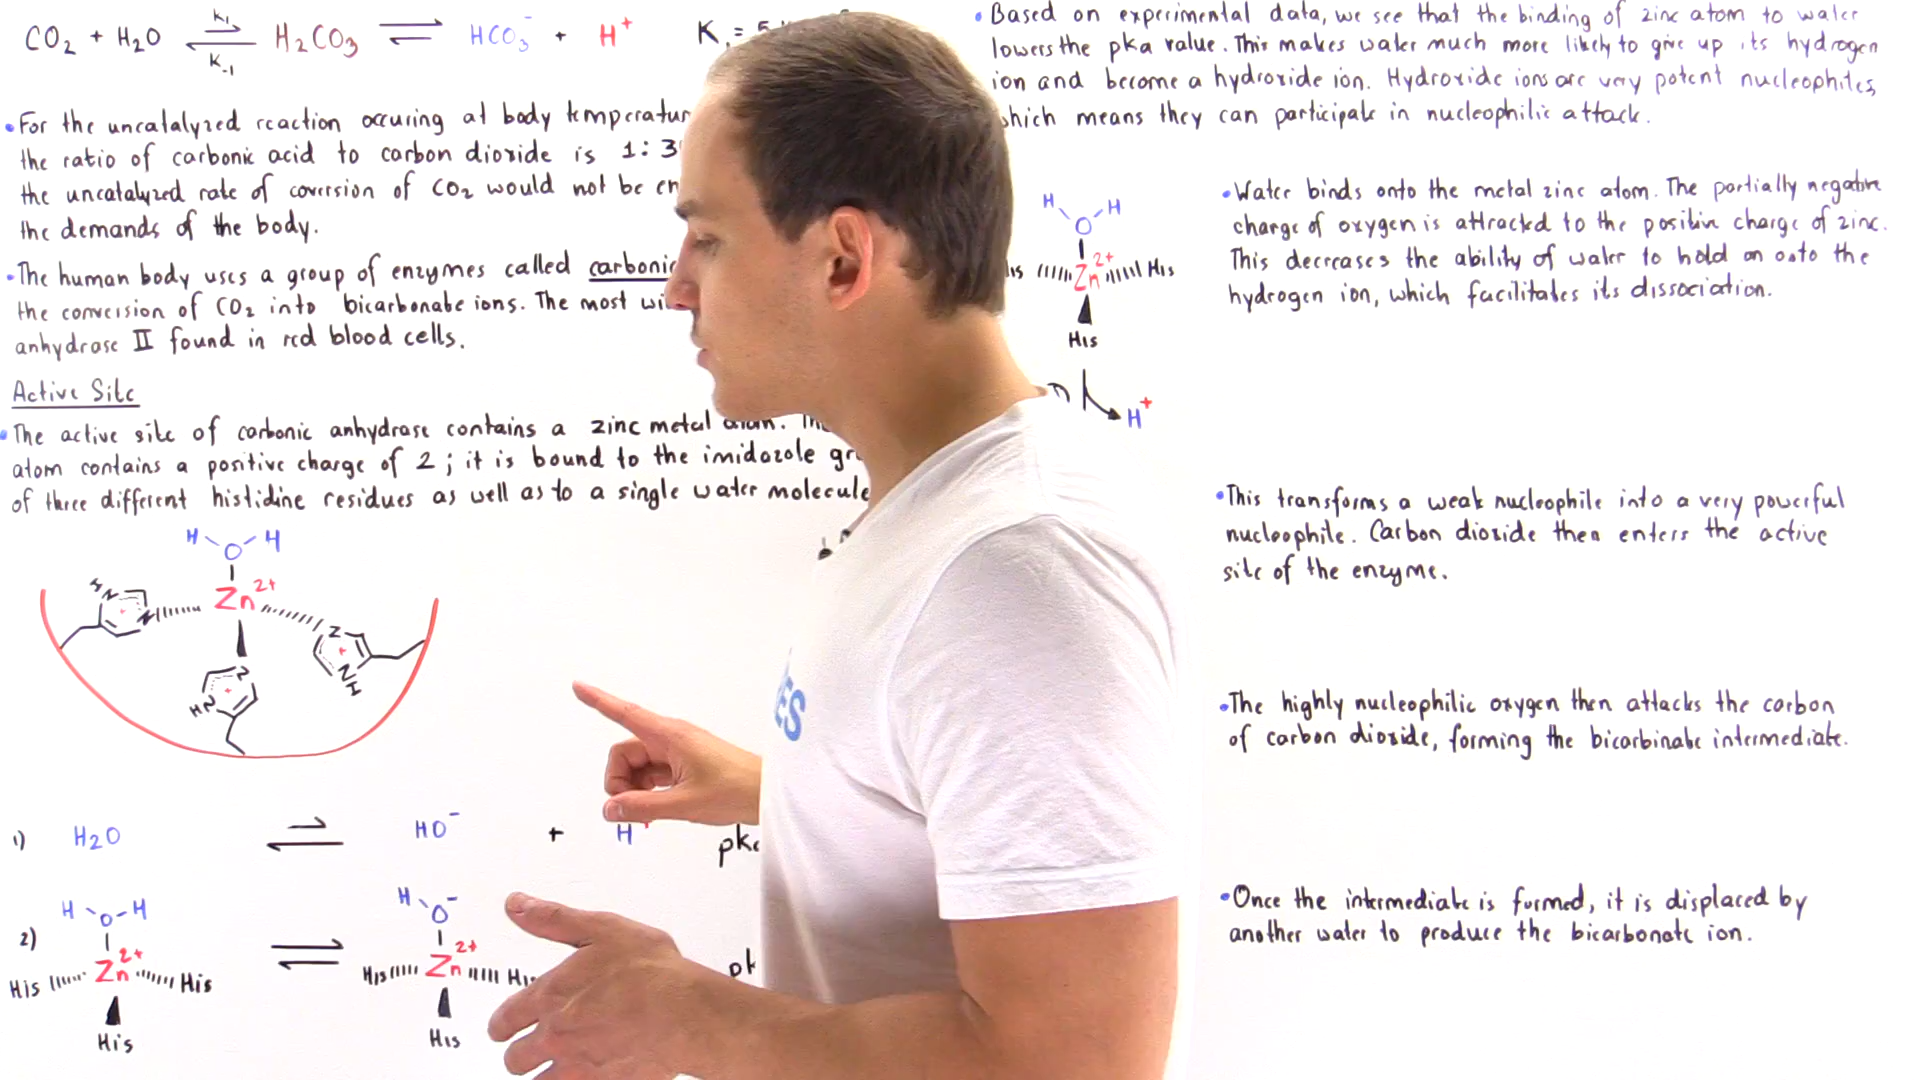 CO2 + H2O ⇌ H2CO3 ⇌ HCO3⁻ + H⁺
K1
K-1
K1 = 5
• For the uncatalyzed reaction occuring at body
the ratio of carbonic acid to carbon dioxide is 1:3
the uncatalyzed rate of coversion of CO2 would not be
the demands of the body.
• The human body uses a group of enzymes called
the conversion of CO2 into bicarbonate ions. The most
anhydrase II found in red blood cells.
Active Site
• The active site of carbonic anhydrase contains a zinc metal atom.
atom contains a positive charge of 2; it is bound to the imidazole
of three different histidine residues as well as to a single water molecule
H O H
Zn 2+
N N H
N
N H
HN
1) H2O ⇌ HO⁻ + H⁺ pka
2)
H O H
Zn 2+
His His
His
⇌
H O⁻
Zn 2+
His His
His
• Based on experimental data, we see that the binding of zinc atom to water
lowers the pka value. This makes water much more likely to give up its hydrogen
ion and become a hydroxide ion. Hydroxide ions are very potent nucleophiles,
which means they can participate in nucleophilic attack.
H O H
Zn 2+
His
His
H⁺
• Water binds onto the metal zinc atom. The partially negative
charge of oxygen is attracted to the positive charge of zinc.
This decreases the ability of water to hold on onto the
hydrogen ion, which facilitates its dissociation.
• This transforms a weak nucleophile into a very powerful
nucleophile. Carbon dioxide then enters the active
site of the enzyme.
• The highly nucleophilic oxygen then attacks the carbon
of carbon dioxide, forming the bicarbinate intermediate.
• Once the intermediate is formed, it is displaced by
another water to produce the bicarbonate ion.
ES